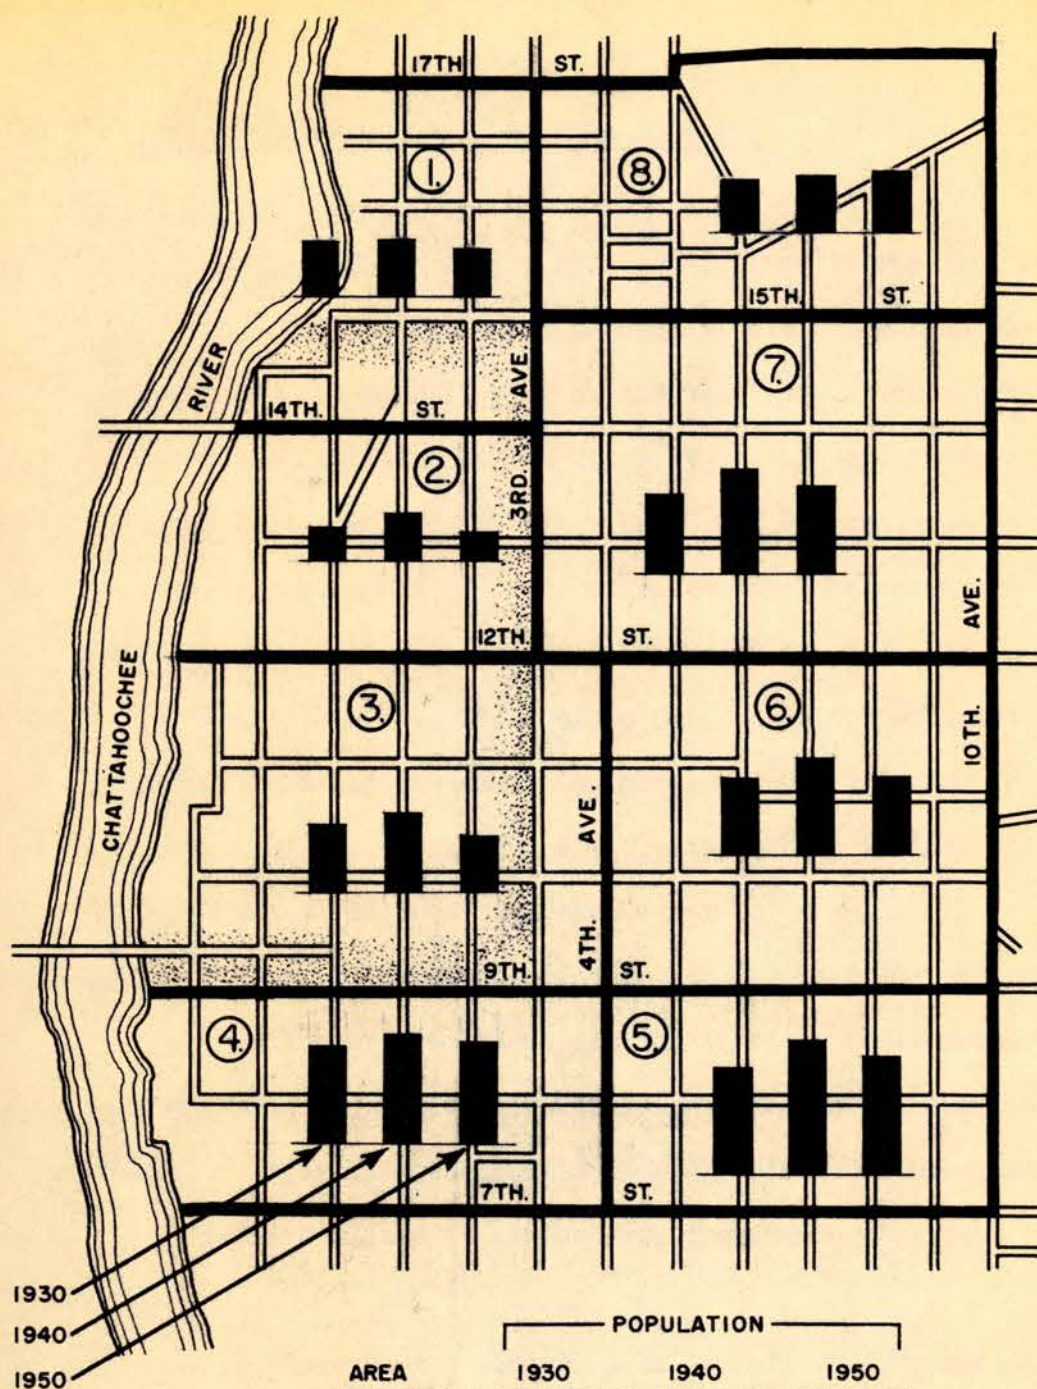 17TH ST.
1.
8.
15TH. ST.
RIVER
14TH. ST.
3RD. AVE.
7.
2.
12TH. ST.
CHATTAHOOCHEE
3.
6.
10TH. AVE.
4TH. AVE.
9TH. ST.
4.
5.
7TH. ST.
1930
1940
1950
POPULATION
AREA 1930 1940 1950